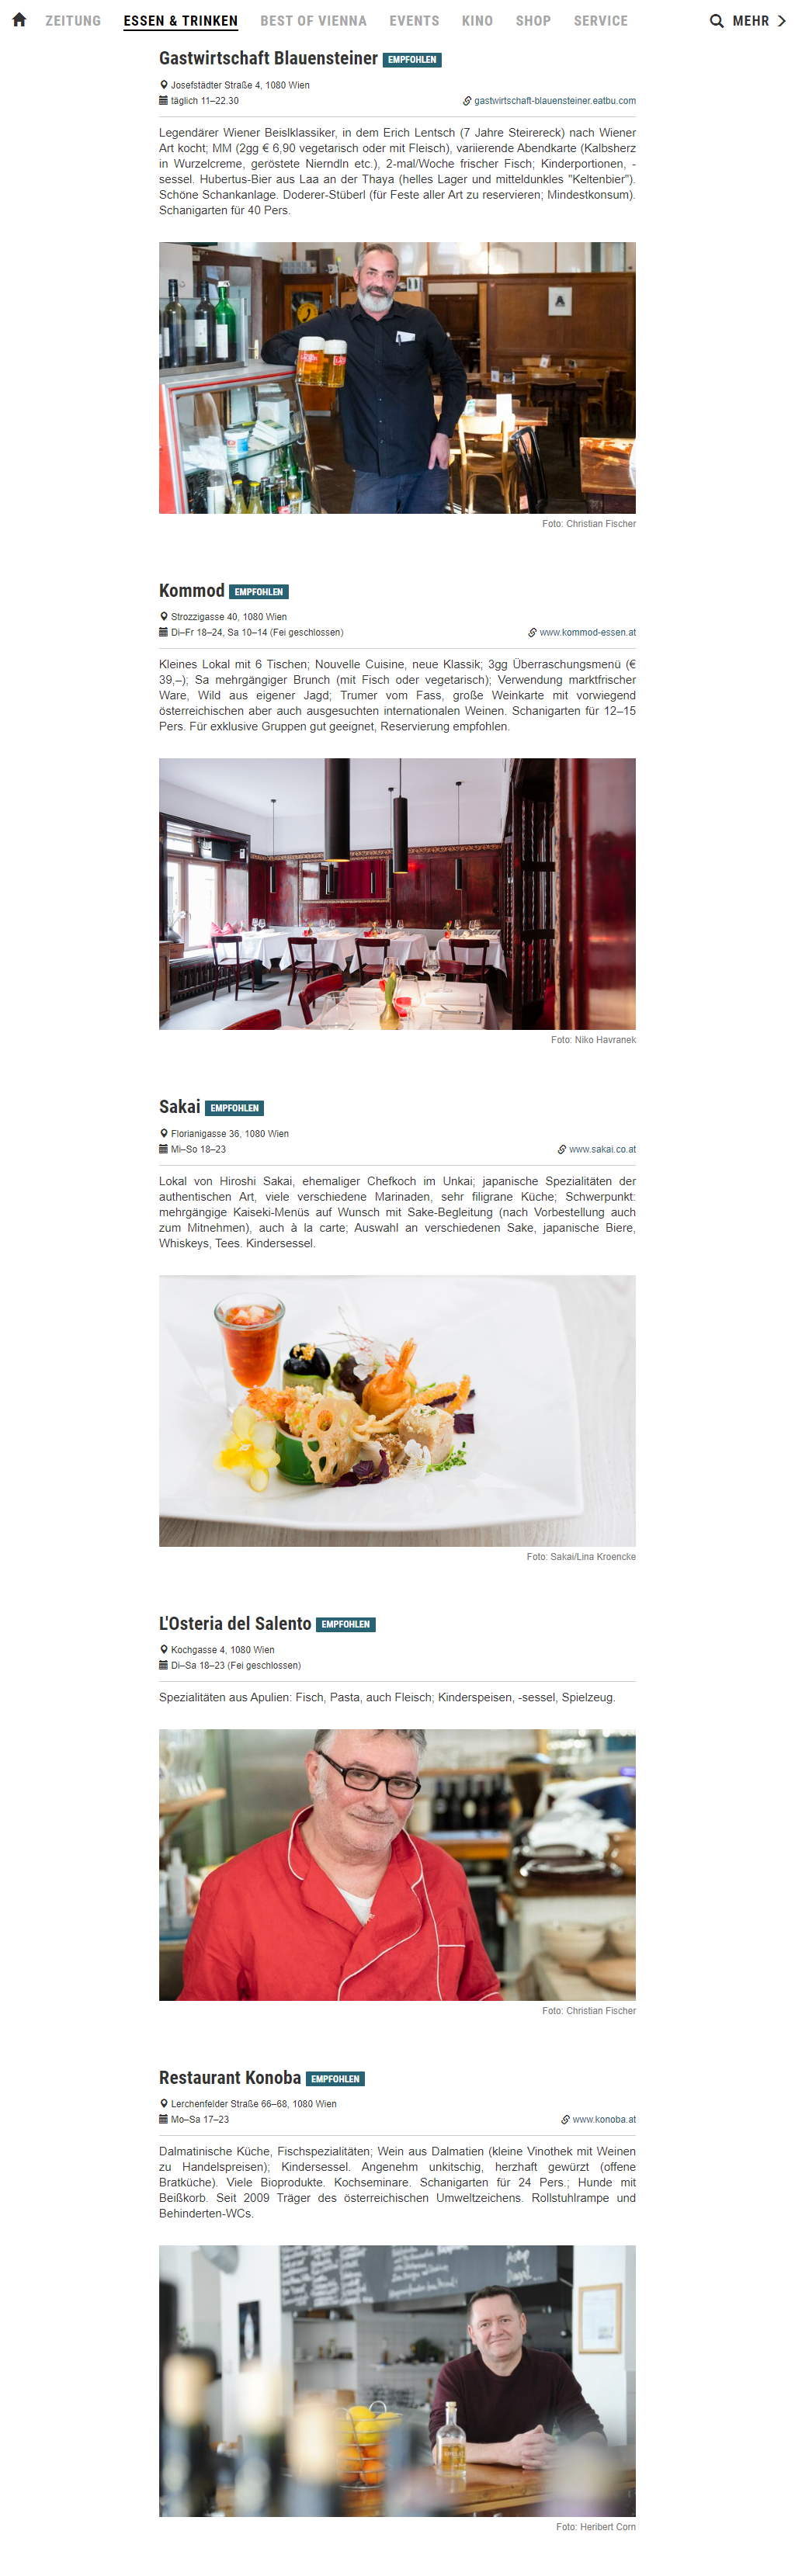 ZEITUNG ESSEN & TRINKEN BEST OF VIENNA EVENTS KINO SHOP SERVICE MEHR
Gastwirtschaft Blauensteiner EMPFOHLEN
Josefstädter Straße 4, 1080 Wien
täglich 11–22.30 gastwirtschaft-blauensteiner.eatbu.com
Legendärer Wiener Beislklassiker, in dem Erich Lentsch (7 Jahre Steirereck) nach Wiener
Art kocht; MM (2gg € 6,90 vegetarisch oder mit Fleisch), variierende Abendkarte (Kalbsherz
in Wurzelcreme, geröstete Nierndln etc.), 2-mal/Woche frischer Fisch; Kinderportionen, -
sessel. Hubertus-Bier aus Laa an der Thaya (helles Lager und mitteldunkles "Keltenbier").
Schöne Schankanlage. Doderer-Stüberl (für Feste aller Art zu reservieren; Mindestkonsum).
Schanigarten für 40 Pers.
Foto: Christian Fischer
Kommod EMPFOHLEN
Strozzigasse 40, 1080 Wien
Di–Fr 18–24, Sa 10–14 (Fei geschlossen) www.kommod-essen.at
Kleines Lokal mit 6 Tischen; Nouvelle Cuisine, neue Klassik; 3gg Überraschungsmenü (€
39,–); Sa mehrgängiger Brunch (mit Fisch oder vegetarisch); Verwendung marktfrischer
Ware, Wild aus eigener Jagd; Trumer vom Fass, große Weinkarte mit vorwiegend
österreichischen aber auch ausgesuchten internationalen Weinen. Schanigarten für 12–15
Pers. Für exklusive Gruppen gut geeignet, Reservierung empfohlen.
Foto: Niko Havranek
Sakai EMPFOHLEN
Florianigasse 36, 1080 Wien
Mi–So 18–23 www.sakai.co.at
Lokal von Hiroshi Sakai, ehemaliger Chefkoch im Unkai; japanische Spezialitäten der
authentischen Art, viele verschiedene Marinaden, sehr filigrane Küche; Schwerpunkt:
mehrgängige Kaiseki-Menüs auf Wunsch mit Sake-Begleitung (nach Vorbestellung auch
zum Mitnehmen), auch à la carte; Auswahl an verschiedenen Sake, japanische Biere,
Whiskeys, Tees. Kindersessel.
Foto: Sakai/Lina Kroencke
L'Osteria del Salento EMPFOHLEN
Kochgasse 4, 1080 Wien
Di–Sa 18–23 (Fei geschlossen)
Spezialitäten aus Apulien: Fisch, Pasta, auch Fleisch; Kinderspeisen, -sessel, Spielzeug.
Foto: Christian Fischer
Restaurant Konoba EMPFOHLEN
Lerchenfelder Straße 66–68, 1080 Wien
Mo–Sa 17–23 www.konoba.at
Dalmatinische Küche, Fischspezialitäten; Wein aus Dalmatien (kleine Vinothek mit Weinen
zu Handelspreisen); Kindersessel. Angenehm unkitschig, herzhaft gewürzt (offene
Bratküche). Viele Bioprodukte. Kochseminare. Schanigarten für 24 Pers.; Hunde mit
Beißkorb. Seit 2009 Träger des österreichischen Umweltzeichens. Rollstuhlrampe und
Behinderten-WCs.
Foto: Heribert Corn